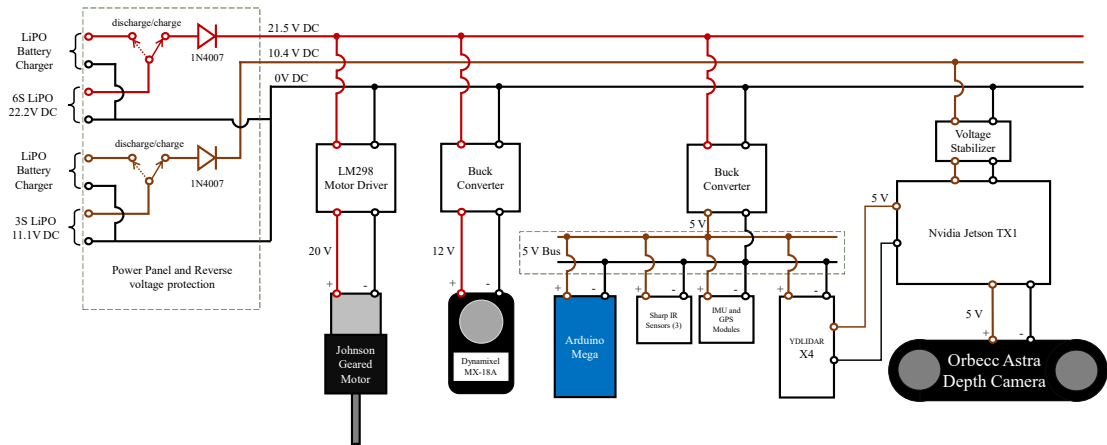 discharge/charge
21.5 V DC
LiPO
Battery
Charger
1N4007
10.4 V DC
0V DC
6S LiPO
22.2V DC
discharge/charge
LiPO
Battery
Charger
1N4007
3S LiPO
11.1V DC
Power Panel and Reverse
voltage protection
LM298
Motor Driver
Buck
Converter
Buck
Converter
Voltage
Stabilizer
20 V
12 V
5 V
5 V Bus
5 V
Nvidia Jetson TX1
+ -
+ -
+ -
+ -
+ -
+ -
5 V
+ -
Johnson
Geared
Motor
Dynamixel
MX-18A
Arduino
Mega
Sharp IR
Sensors (3)
IMU and
GPS
Modules
YDLIDAR
X4
Orbecc Astra
Depth Camera